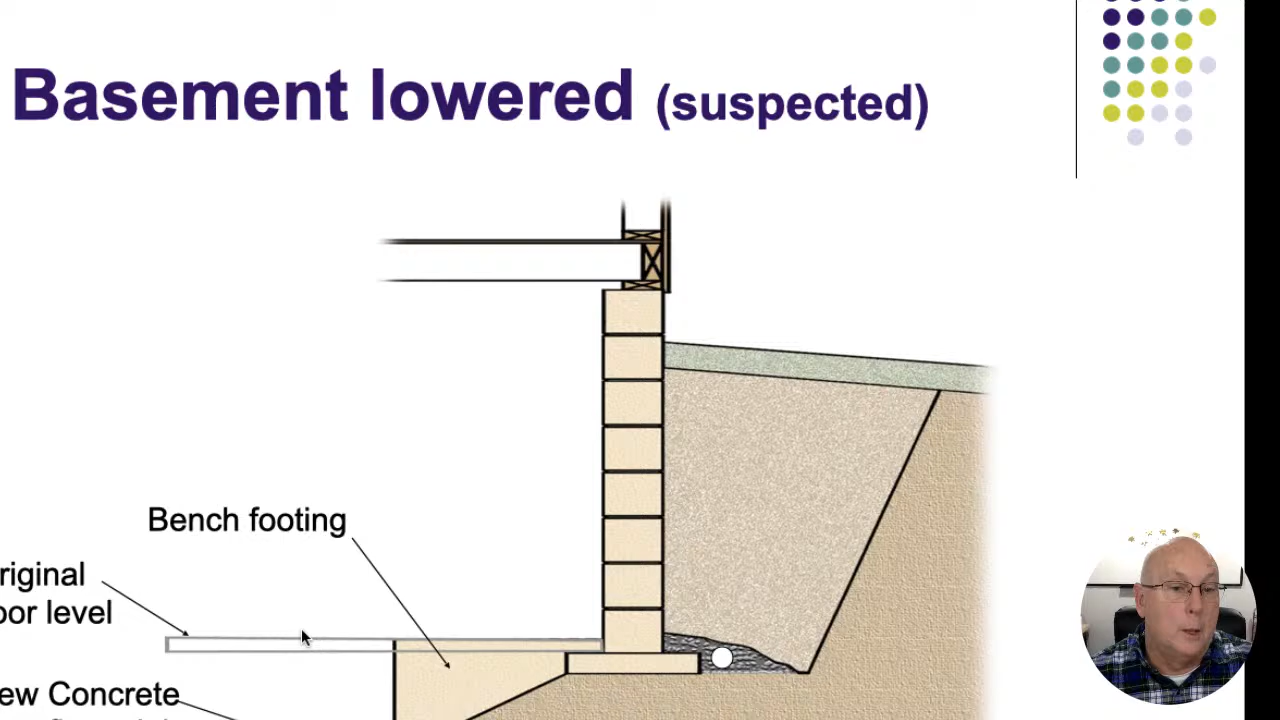 Basement lowered (suspected)
Bench footing
riginal
oor level
ew Concrete